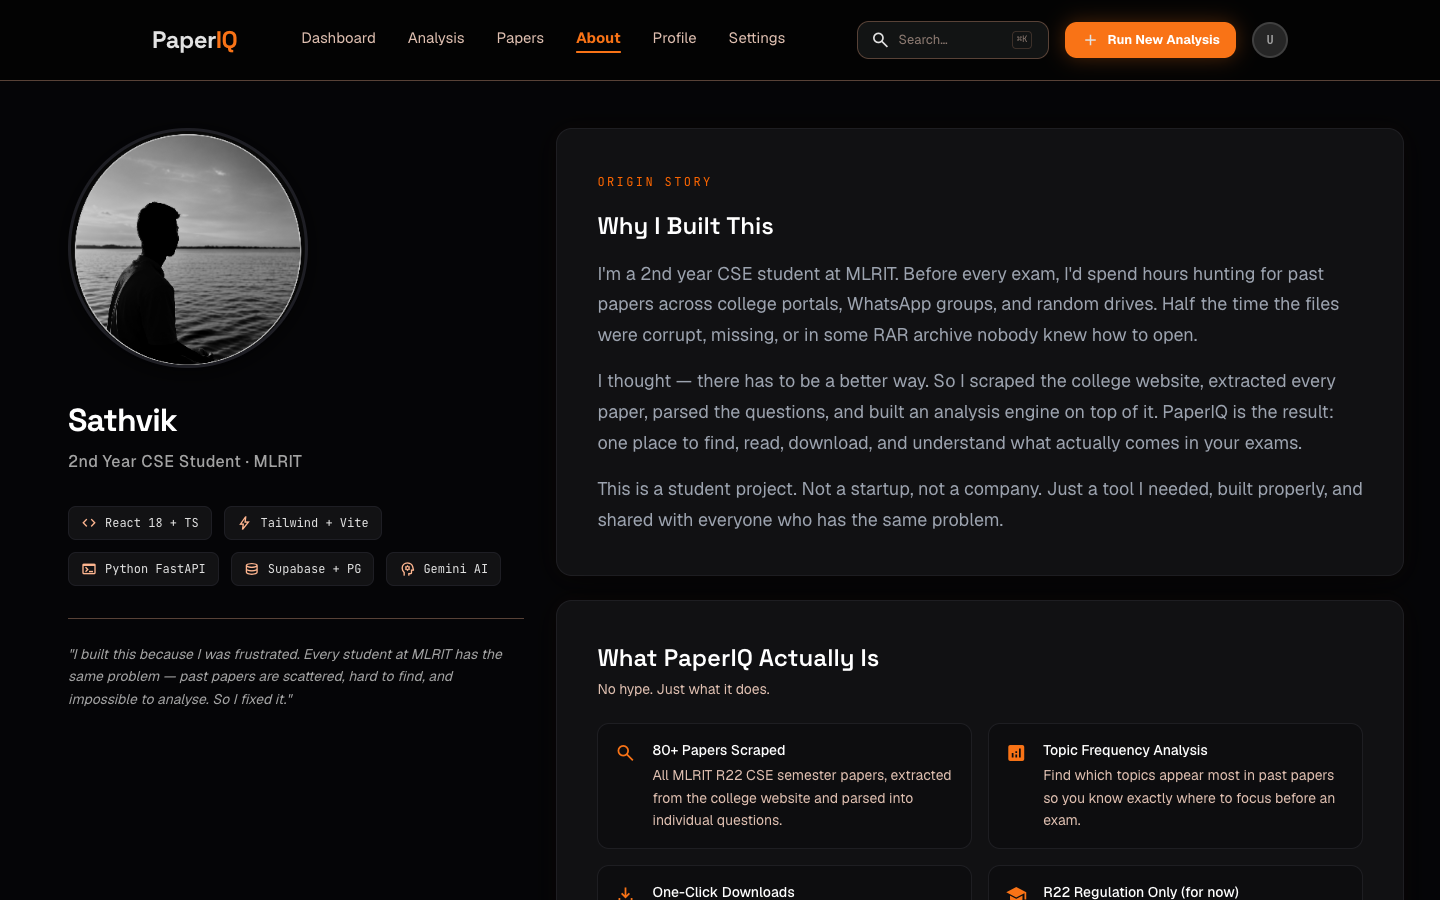 PaperIQ
Dashboard
Analysis
Papers
About
Profile
Settings
Search...
⌘K
Run New Analysis
U
Sathvik
2nd Year CSE Student · MLRIT
React 18 + TS
Tailwind + Vite
Python FastAPI
Supabase + PG
Gemini AI
"I built this because I was frustrated. Every student at MLRIT has the
same problem — past papers are scattered, hard to find, and
impossible to analyse. So I fixed it."
ORIGIN STORY
Why I Built This
I'm a 2nd year CSE student at MLRIT. Before every exam, I'd spend hours hunting for past
papers across college portals, WhatsApp groups, and random drives. Half the time the files
were corrupt, missing, or in some RAR archive nobody knew how to open.
I thought — there has to be a better way. So I scraped the college website, extracted every
paper, parsed the questions, and built an analysis engine on top of it. PaperIQ is the result:
one place to find, read, download, and understand what actually comes in your exams.
This is a student project. Not a startup, not a company. Just a tool I needed, built properly, and
shared with everyone who has the same problem.
What PaperIQ Actually Is
No hype. Just what it does.
80+ Papers Scraped
All MLRIT R22 CSE semester papers, extracted
from the college website and parsed into
individual questions.
Topic Frequency Analysis
Find which topics appear most in past papers
so you know exactly where to focus before an
exam.
One-Click Downloads
R22 Regulation Only (for now)